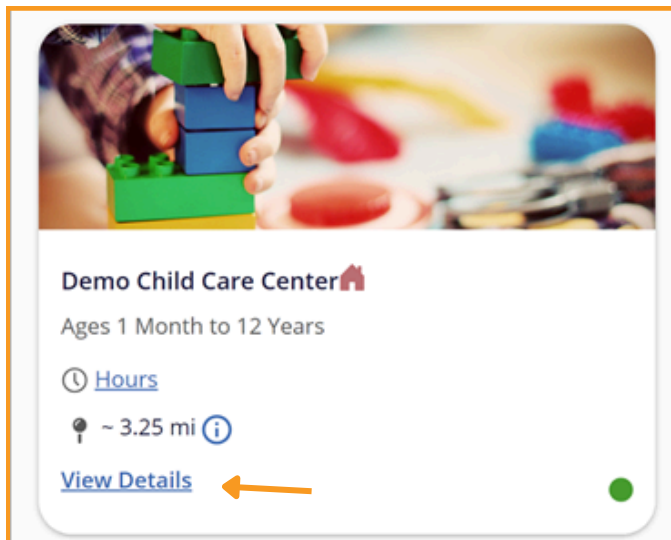 Demo Child Care Center
Ages 1 Month to 12 Years
Hours
~ 3.25 mi
View Details